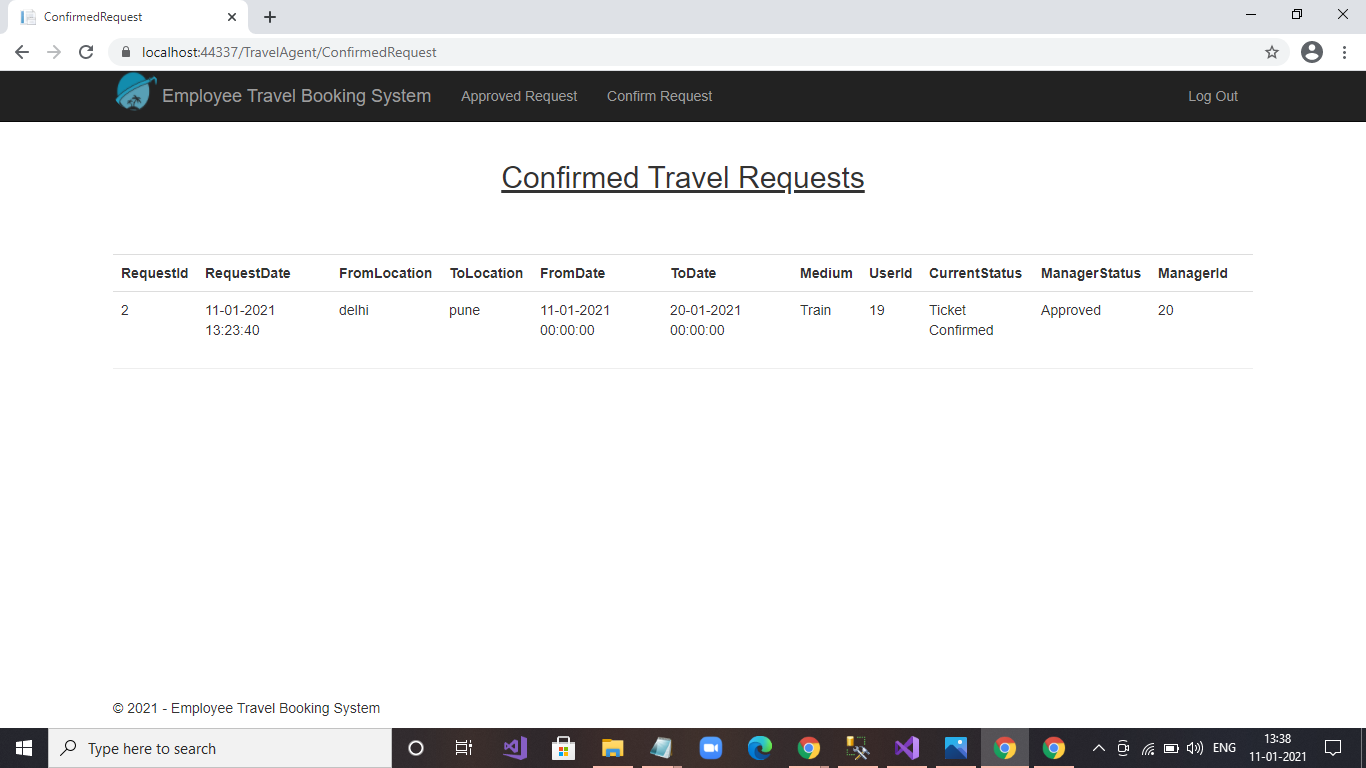 ConfirmedRequest
localhost:44337/TravelAgent/ConfirmedRequest
Employee Travel Booking System Approved Request Confirm Request Log Out
Confirmed Travel Requests
RequestId RequestDate FromLocation ToLocation FromDate ToDate Medium UserId CurrentStatus ManagerStatus ManagerId
2 11-01-2021 delhi pune 11-01-2021 20-01-2021 Train 19 Ticket Approved 20
13:23:40 00:00:00 00:00:00 Confirmed
© 2021 - Employee Travel Booking System
Type here to search
ENG
13:38
11-01-2021